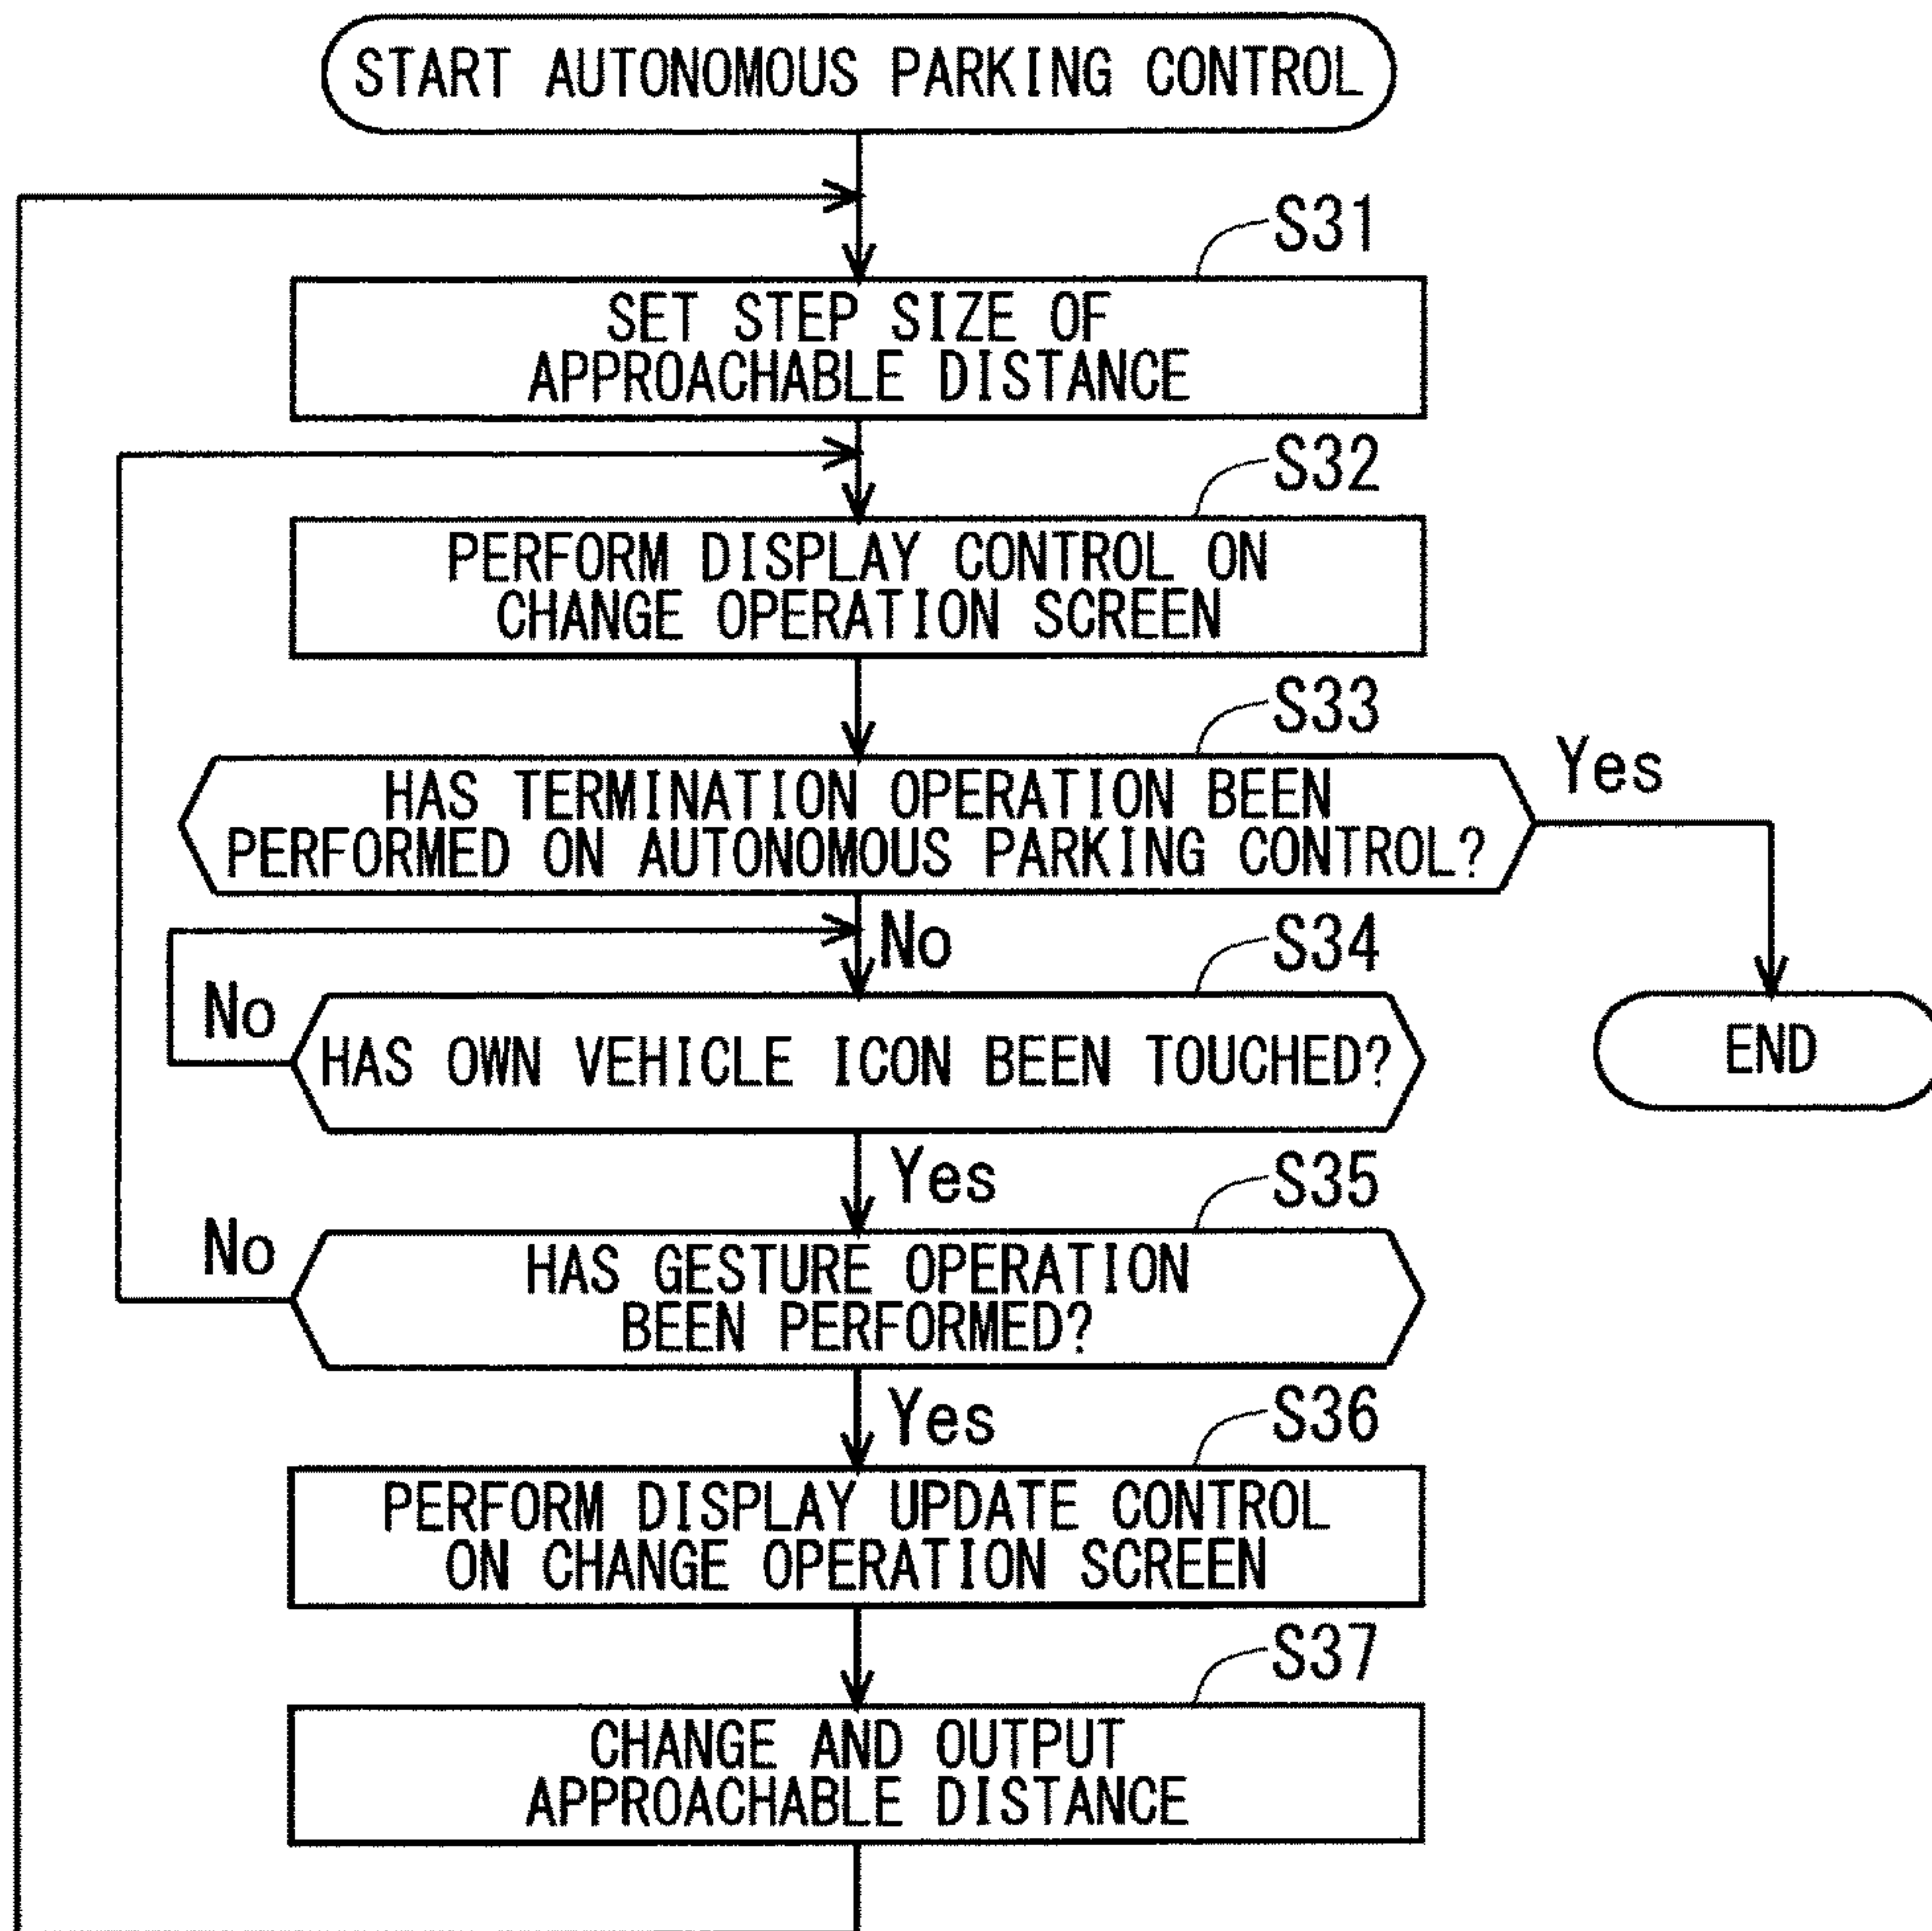 START AUTONOMOUS PARKING CONTROL
S31
SET STEP SIZE OF
APPROACHABLE DISTANCE
S32
PERFORM DISPLAY CONTROL ON
CHANGE OPERATION SCREEN
S33
HAS TERMINATION OPERATION BEEN
PERFORMED ON AUTONOMOUS PARKING CONTROL?
Yes
No
S34
No
HAS OWN VEHICLE ICON BEEN TOUCHED?
END
Yes
S35
No
HAS GESTURE OPERATION
BEEN PERFORMED?
Yes
S36
PERFORM DISPLAY UPDATE CONTROL
ON CHANGE OPERATION SCREEN
S37
CHANGE AND OUTPUT
APPROACHABLE DISTANCE